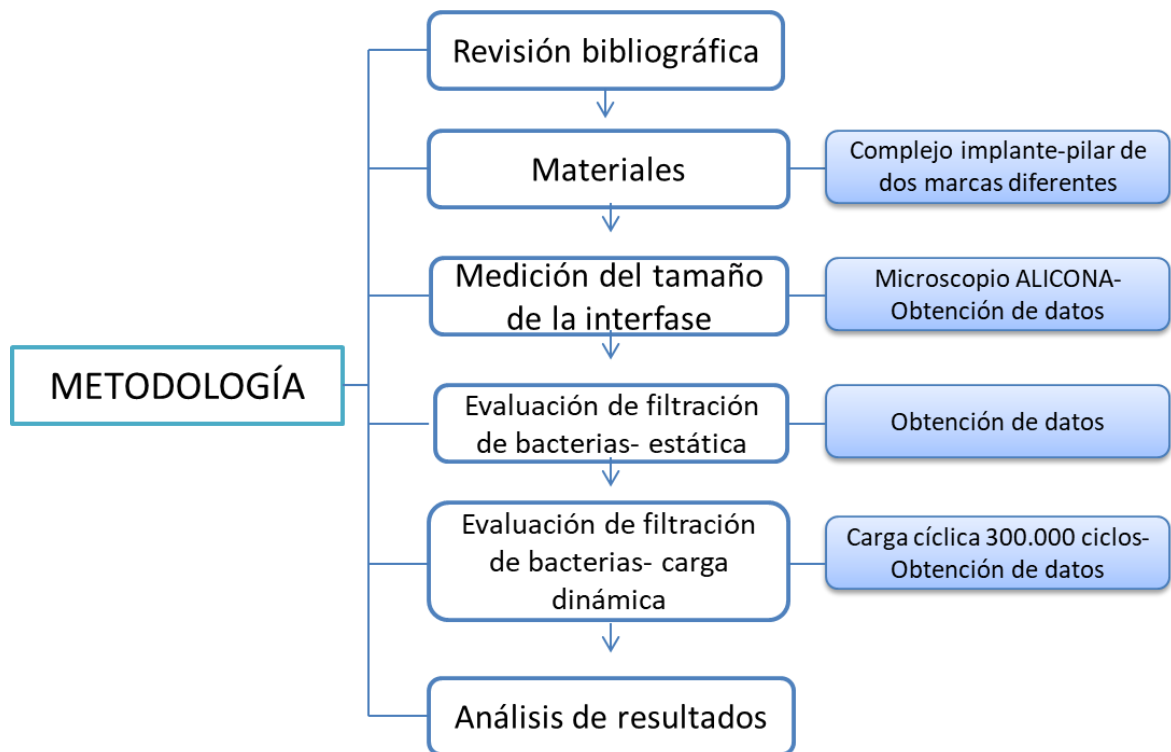 Revisión bibliográfica
Materiales
Complejo implante-pilar de
dos marcas diferentes
Medición del tamaño
de la interfase
Microscopio ALICONA-
Obtención de datos
METODOLOGÍA
Evaluación de filtración
de bacterias- estática
Obtención de datos
Evaluación de filtración
de bacterias- carga
dinámica
Carga cíclica 300.000 ciclos-
Obtención de datos
Análisis de resultados